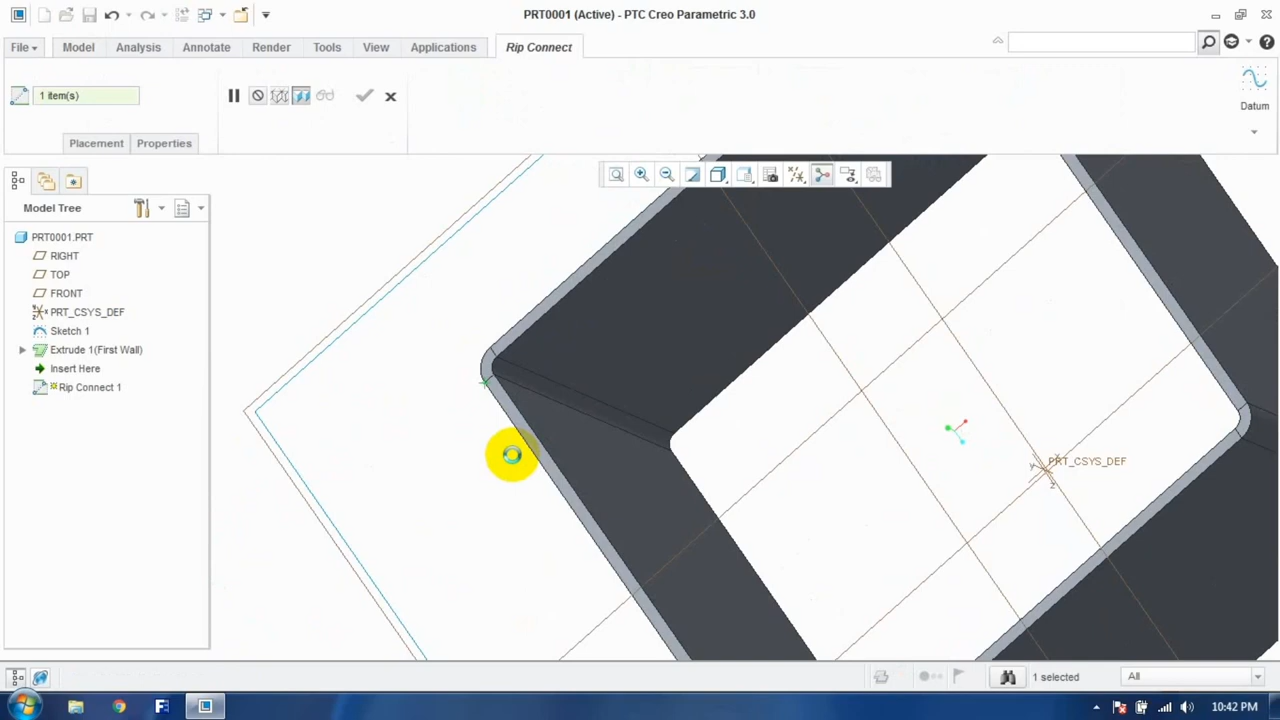 PRT0001 (Active) - PTC Creo Parametric 3.0
File Model Analysis Annotate Render Tools View Applications Rip Connect
1 item(s)
Datum
Placement Properties
Model Tree
PRT0001.PRT
RIGHT
TOP
FRONT
PRT_CSYS_DEF
Sketch 1
Extrude 1(First Wall)
Insert Here
Rip Connect 1
PRT_CSYS_DEF
Y
Z
1 selected
All
10:42 PM